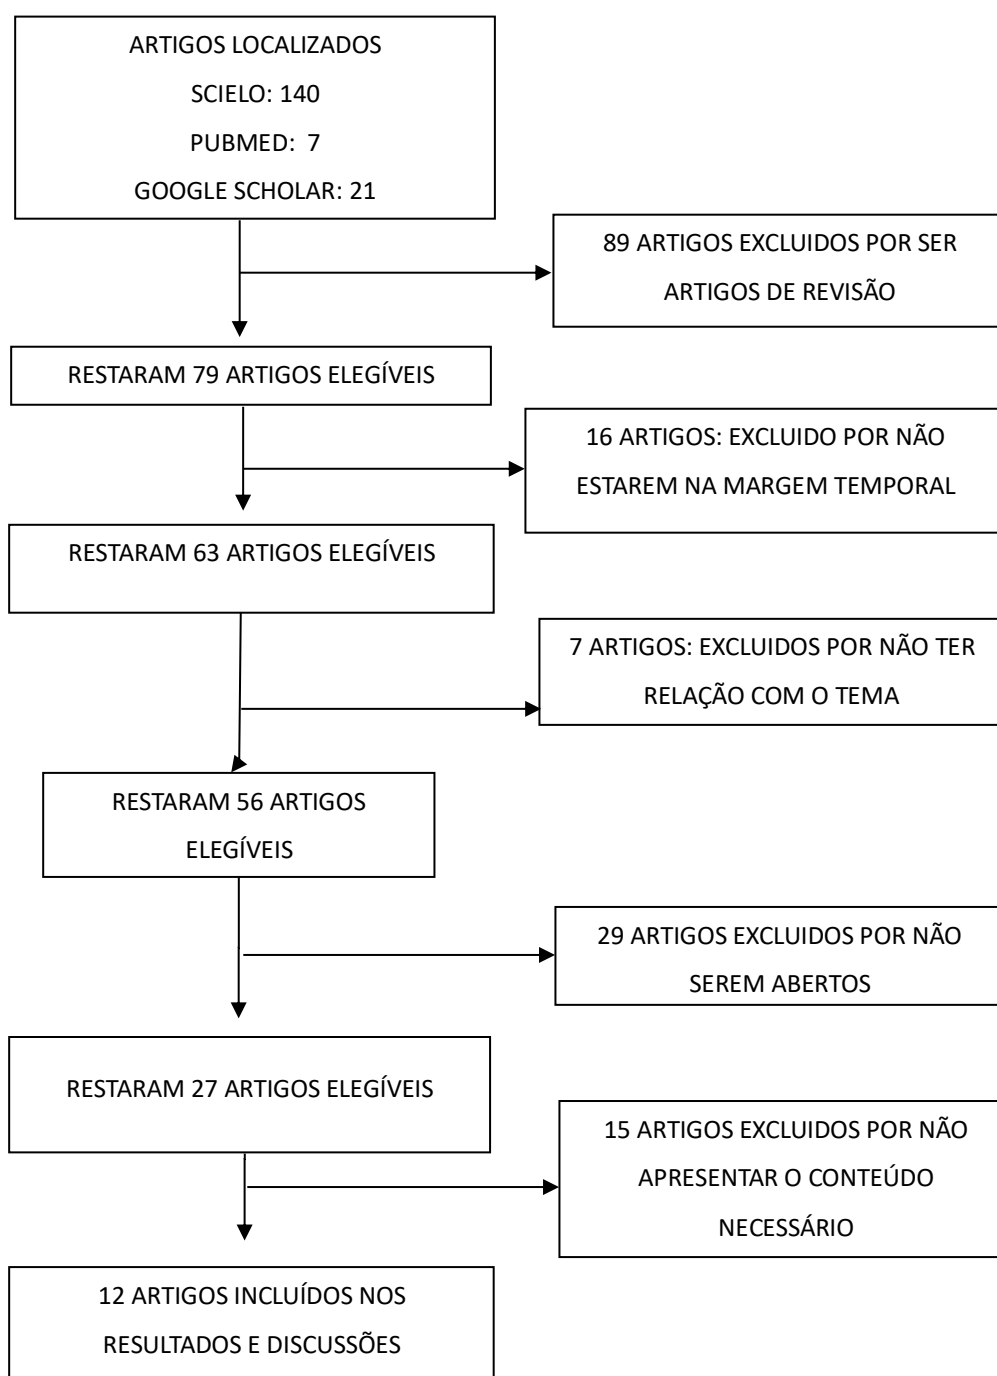 ARTIGOS LOCALIZADOS
SCIELO: 140
PUBMED:  7
GOOGLE SCHOLAR: 21
89 ARTIGOS EXCLUIDOS POR SER
ARTIGOS DE REVISÃO
RESTARAM 79 ARTIGOS ELEGÍVEIS
16 ARTIGOS: EXCLUIDO POR NÃO
ESTAREM NA MARGEM TEMPORAL
RESTARAM 63 ARTIGOS ELEGÍVEIS
7 ARTIGOS: EXCLUIDOS POR NÃO TER
RELAÇÃO COM O TEMA
RESTARAM 56 ARTIGOS
ELEGÍVEIS
29 ARTIGOS EXCLUIDOS POR NÃO
SEREM ABERTOS
RESTARAM 27 ARTIGOS ELEGÍVEIS
15 ARTIGOS EXCLUIDOS POR NÃO
APRESENTAR O CONTEÚDO
NECESSÁRIO
12 ARTIGOS INCLUÍDOS NOS
RESULTADOS E DISCUSSÕES